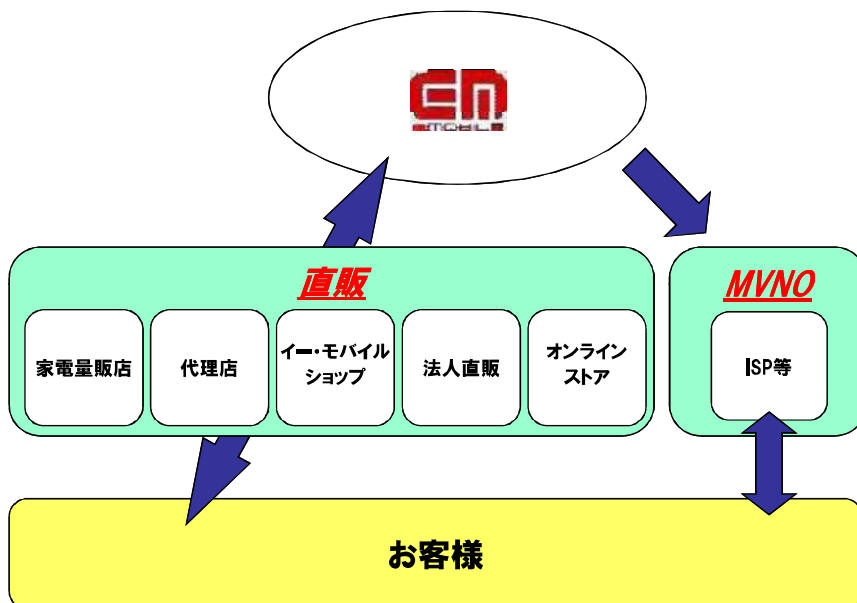 直販
MVNO
家電量販店
代理店
イー・モバイル
ショップ
法人直販
オンライン
ストア
ISP等
お客様